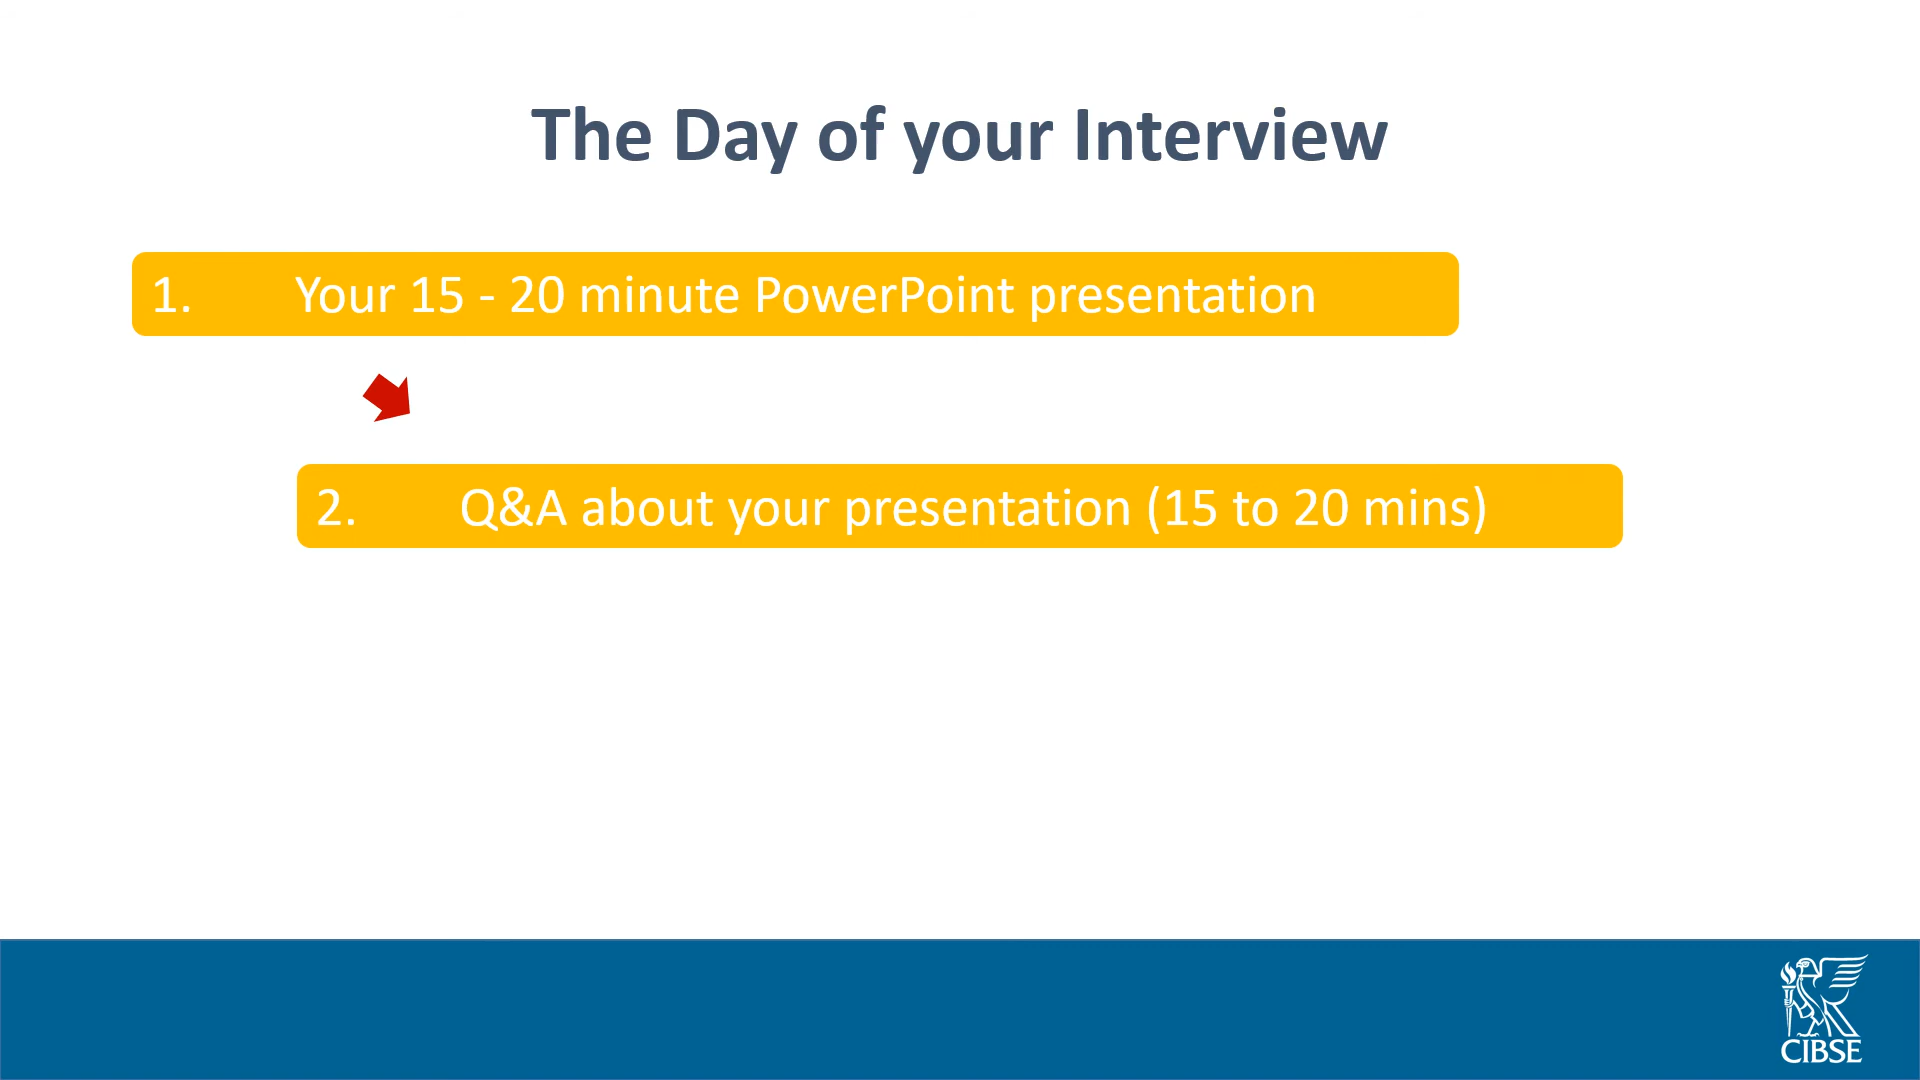 The Day of your Interview
1. Your 15 - 20 minute PowerPoint presentation
2. Q&A about your presentation (15 to 20 mins)
CIBSE